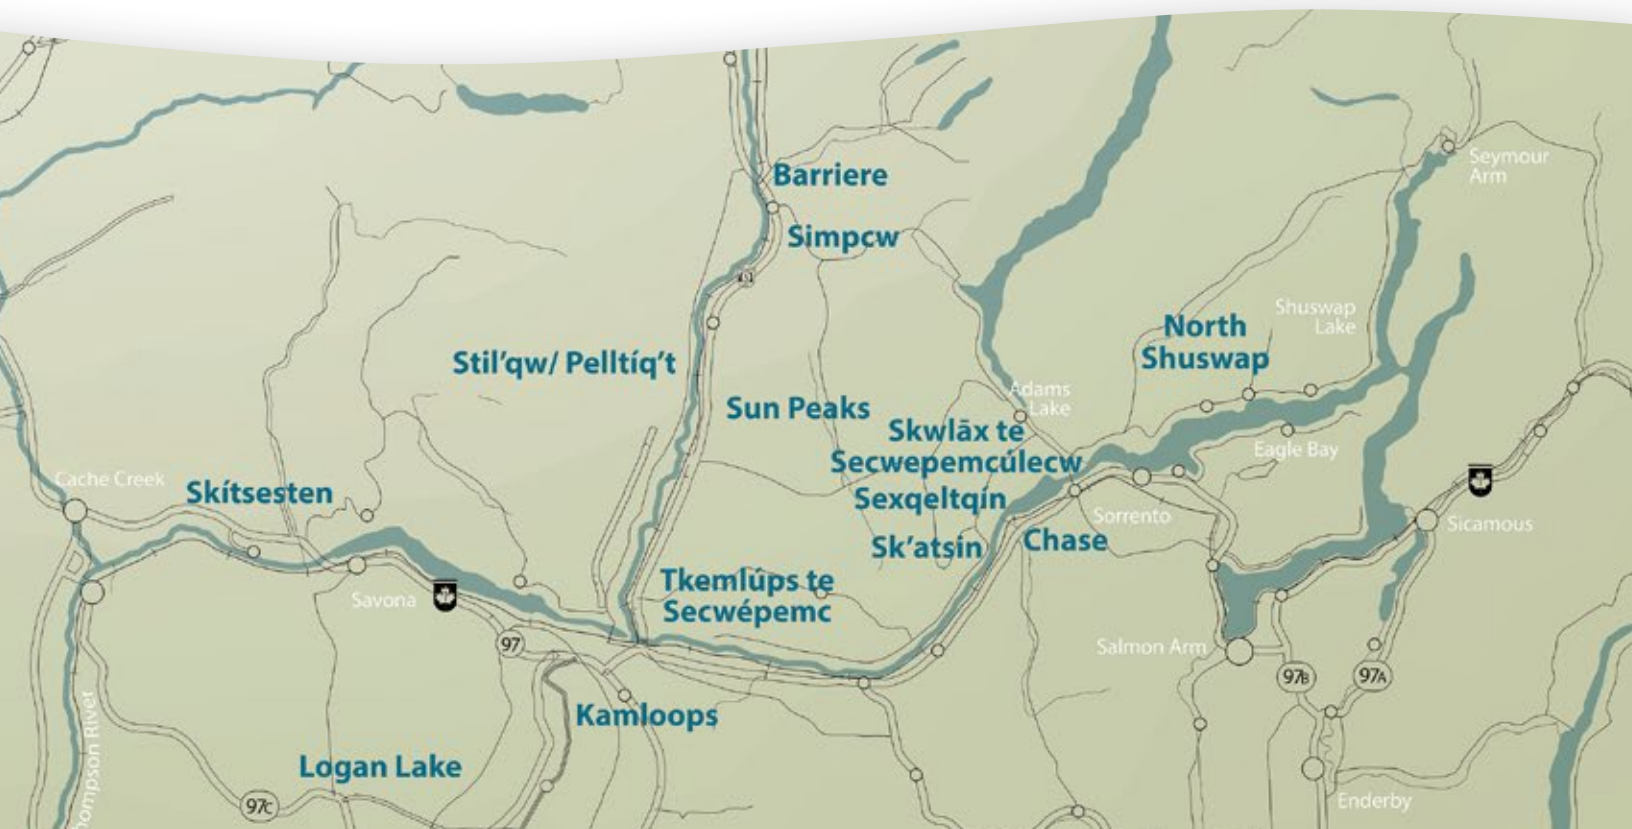 Seymour
Arm
Barriere
Simpcw
Shuswap
Lake
North
Shuswap
Stil'qw/ Pelltíq't
Sun Peaks
Adams
Lake
Skwlāx te
Secwepemcúlecw
Eagle Bay
Cache Creek
Skítsesten
Sexqeltqín
Sorrento
Sicamous
Sk'atsin
Chase
Tkemlúps te
Secwépemc
Savona
97
Salmon Arm
97B
97A
Kamloops
Logan Lake
97C
Enderby